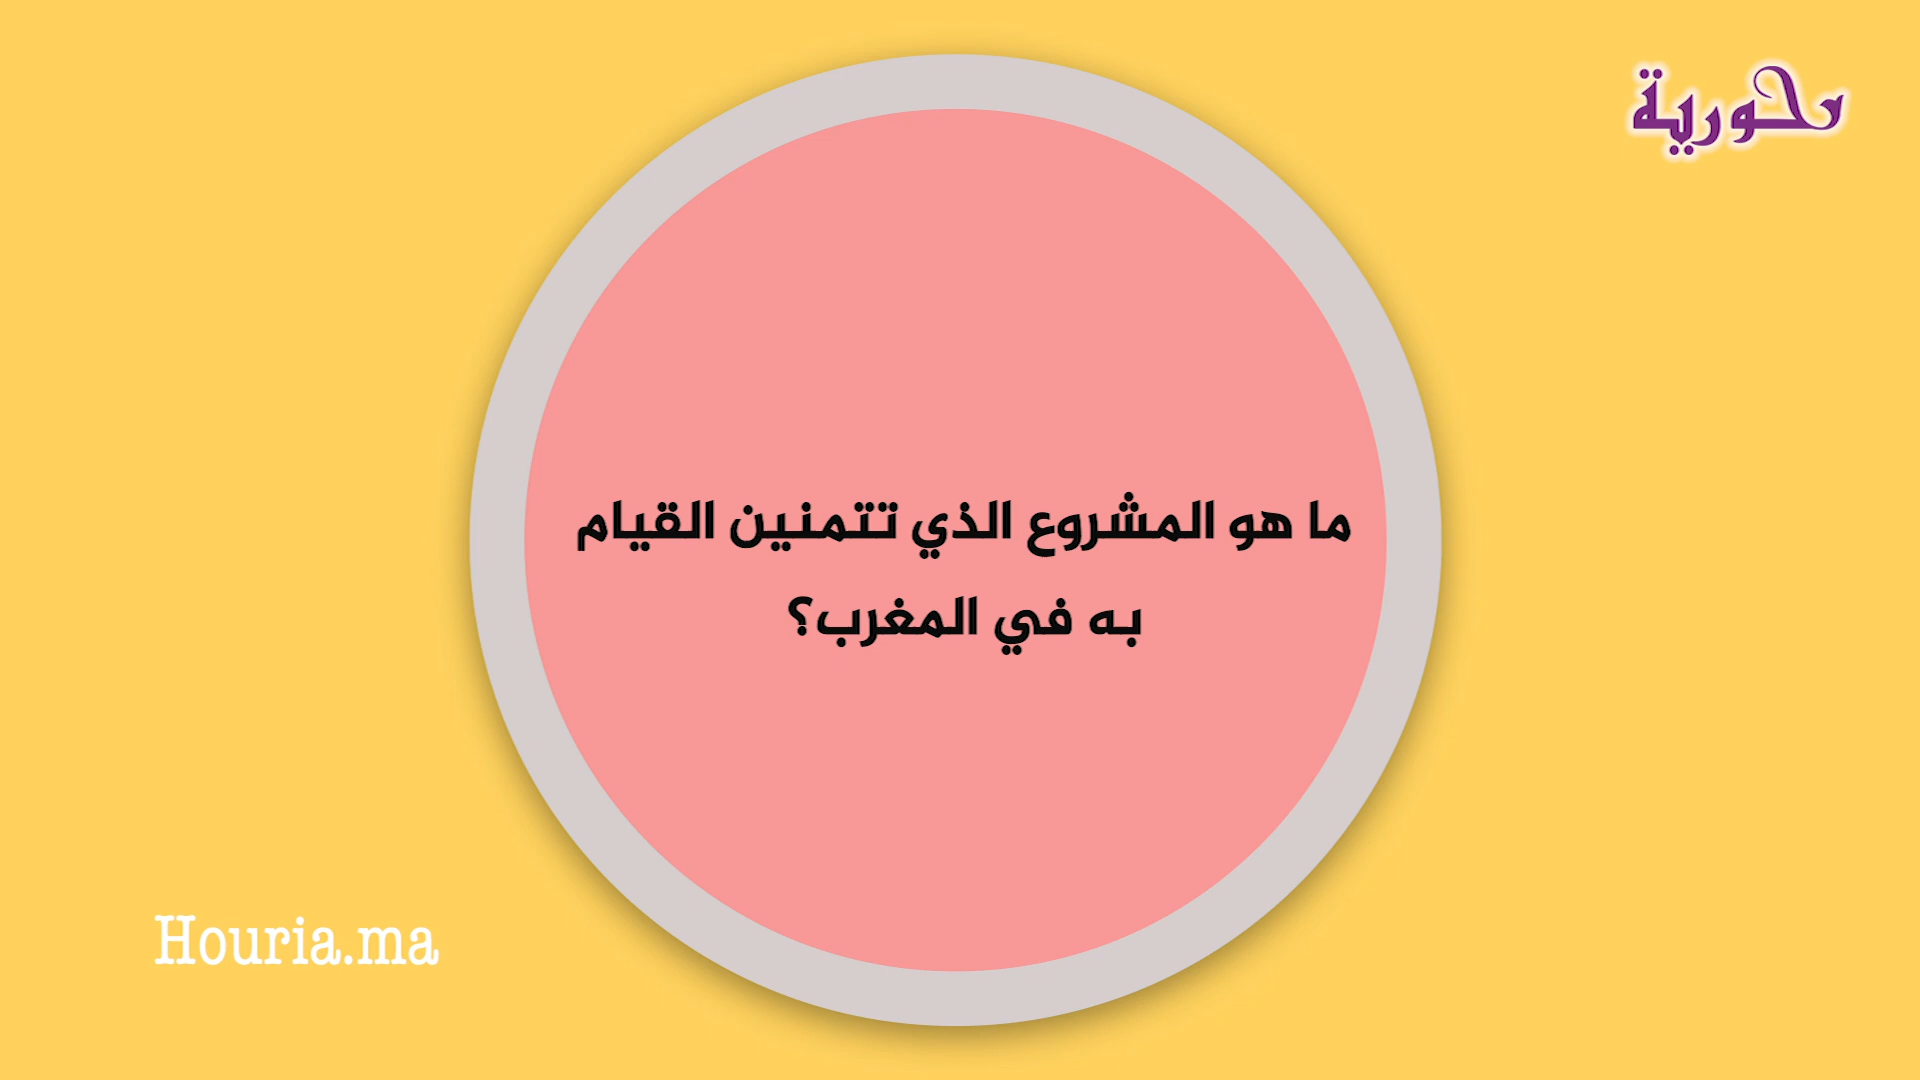 حورية
ما هو المشروع الذي تتمنين القيام
به في المغرب؟
Houria.ma